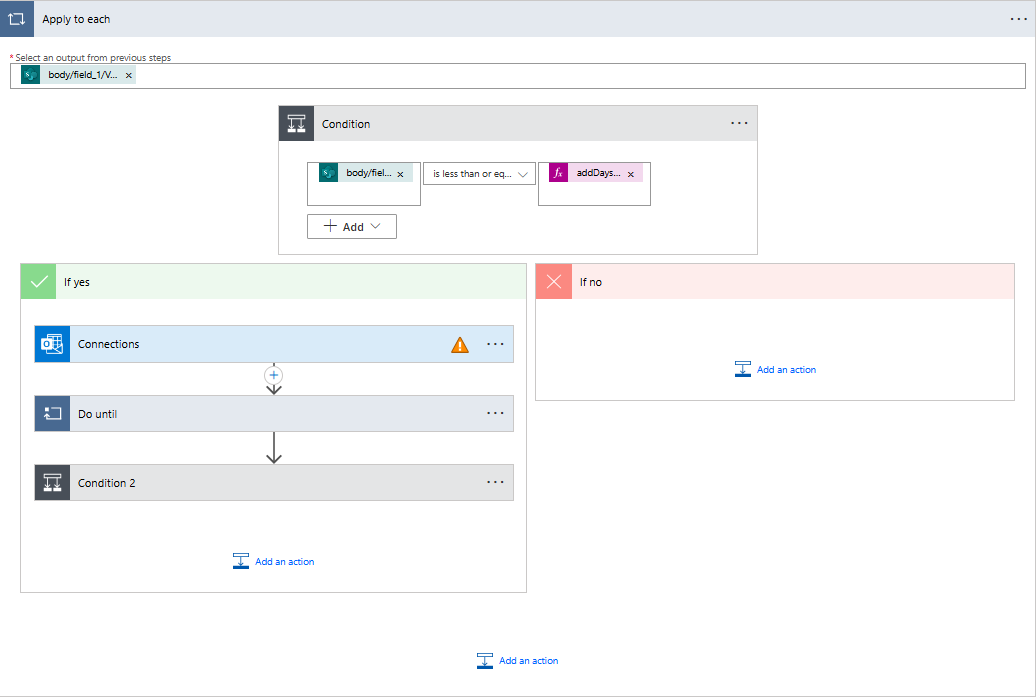 Apply to each
* Select an output from previous steps
body/field_1/V... ×
Condition
body/fiel... ×
is less than or eq...
fx addDays... ×
Add
If yes
If no
Connections
Add an action
Do until
Condition 2
Add an action
Add an action